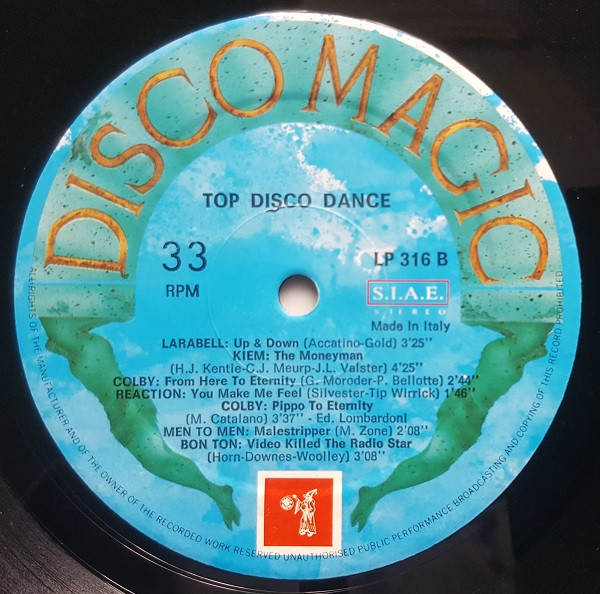 DISCO MAGIC
TOP DISCO DANCE
33
RPM
LP 316 B
S.I.A.E.
STEREO
Made In Italy
LARABELL: Up & Down (Accatino-Gold) 3'25''
KIEM: The Moneyman
(H.J. Kentle-C.J. Meurp-J.L. Valster) 4'25''
COLBY: From Here To Eternity (G. Moroder-P. Bellotte) 2'44''
REACTION: You Make Me Feel (Silvester-Tip Wirrick) 1'46''
COLBY: Pippo To Eternity
(M. Catalano) 3'37'' - Ed. Lombardoni
MEN TO MEN: Malestripper (M. Zone) 2'08''
BON TON: Video Killed The Radio Star
(Horn-Downes-Woolley) 3'08''
ALL RIGHTS OF THE MANUFACTURER AND OF THE OWNER OF THE RECORDED WORK RESERVED UNAUTHORISED PUBLIC PERFORMANCE BROADCASTING AND COPYING OF THIS RECORD PROHIBITED